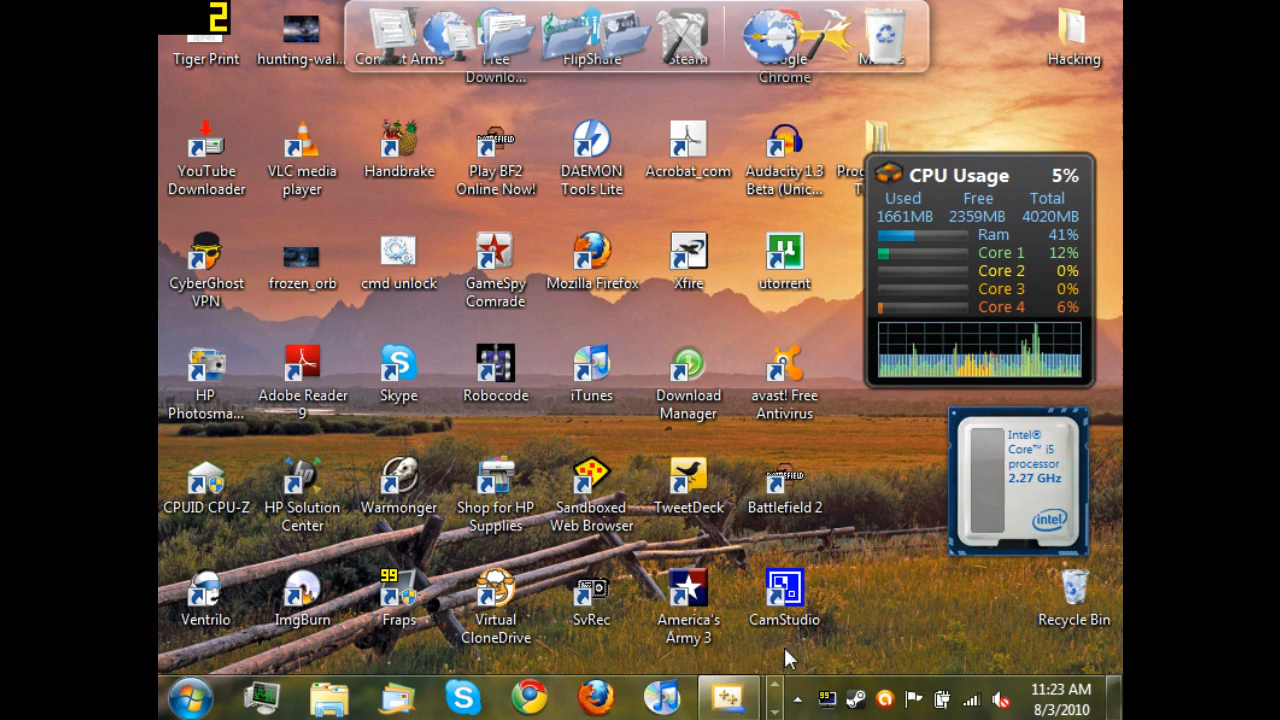 2
Tiger Print
hunting-wal...
Free
Downlo...
FlipShare
Steam
Google
Chrome
Hacking
YouTube
Downloader
VLC media
player
Handbrake
BATTLEFIELD
Play BF2
Online Now!
DAEMON
Tools Lite
Acrobat_com
Audacity 1.3
Beta (Unic...
CPU Usage 5%
Used Free Total
1661MB 2359MB 4020MB
Ram 41%
Core 1 12%
Core 2 0%
Core 3 0%
Core 4 6%
CyberGhost
VPN
frozen_orb
cmd unlock
GameSpy
Comrade
Mozilla Firefox
Xfire
utorrent
HP
Photosma...
Adobe Reader
9
Skype
Robocode
iTunes
Download
Manager
avast! Free
Antivirus
Intel®
Core™ i5
processor
2.27 GHz
intel
CPUID CPU-Z
HP Solution
Center
Warmonger
Shop for HP
Supplies
Sandboxed
Web Browser
TweetDeck
BATTLEFIELD
Battlefield 2
Ventrilo
ImgBurn
99
Fraps
Virtual
CloneDrive
SvRec
America's
Army 3
CamStudio
Recycle Bin
99
11:23 AM
8/3/2010